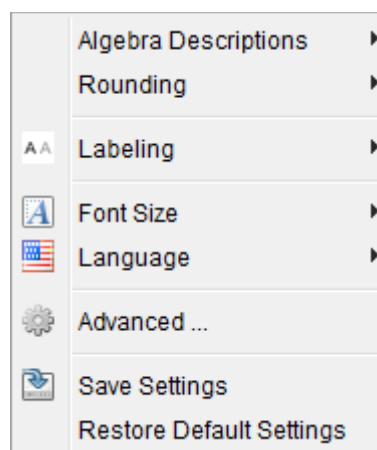 Algebra Descriptions
Rounding
AA Labeling
A Font Size
Language
Advanced ...
Save Settings
Restore Default Settings